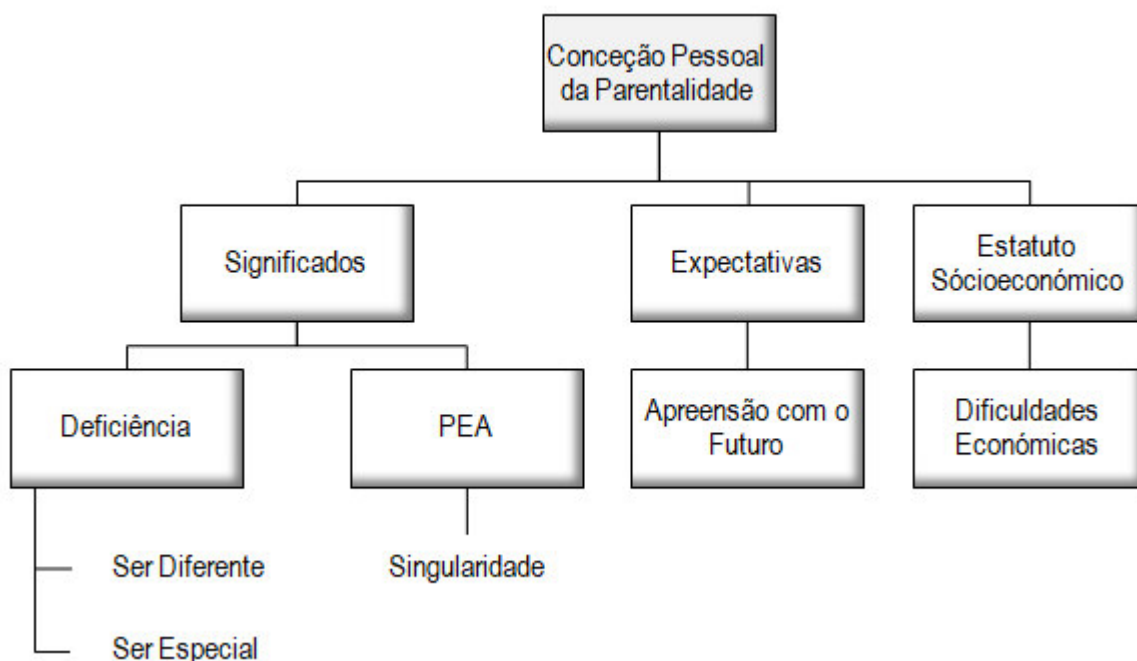 Conceção Pessoal
da Parentalidade
Significados
Expectativas
Estatuto
Sócioeconómico
Deficiência
PEA
Apreensão com o
Futuro
Dificuldades
Económicas
Ser Diferente
Singularidade
Ser Especial